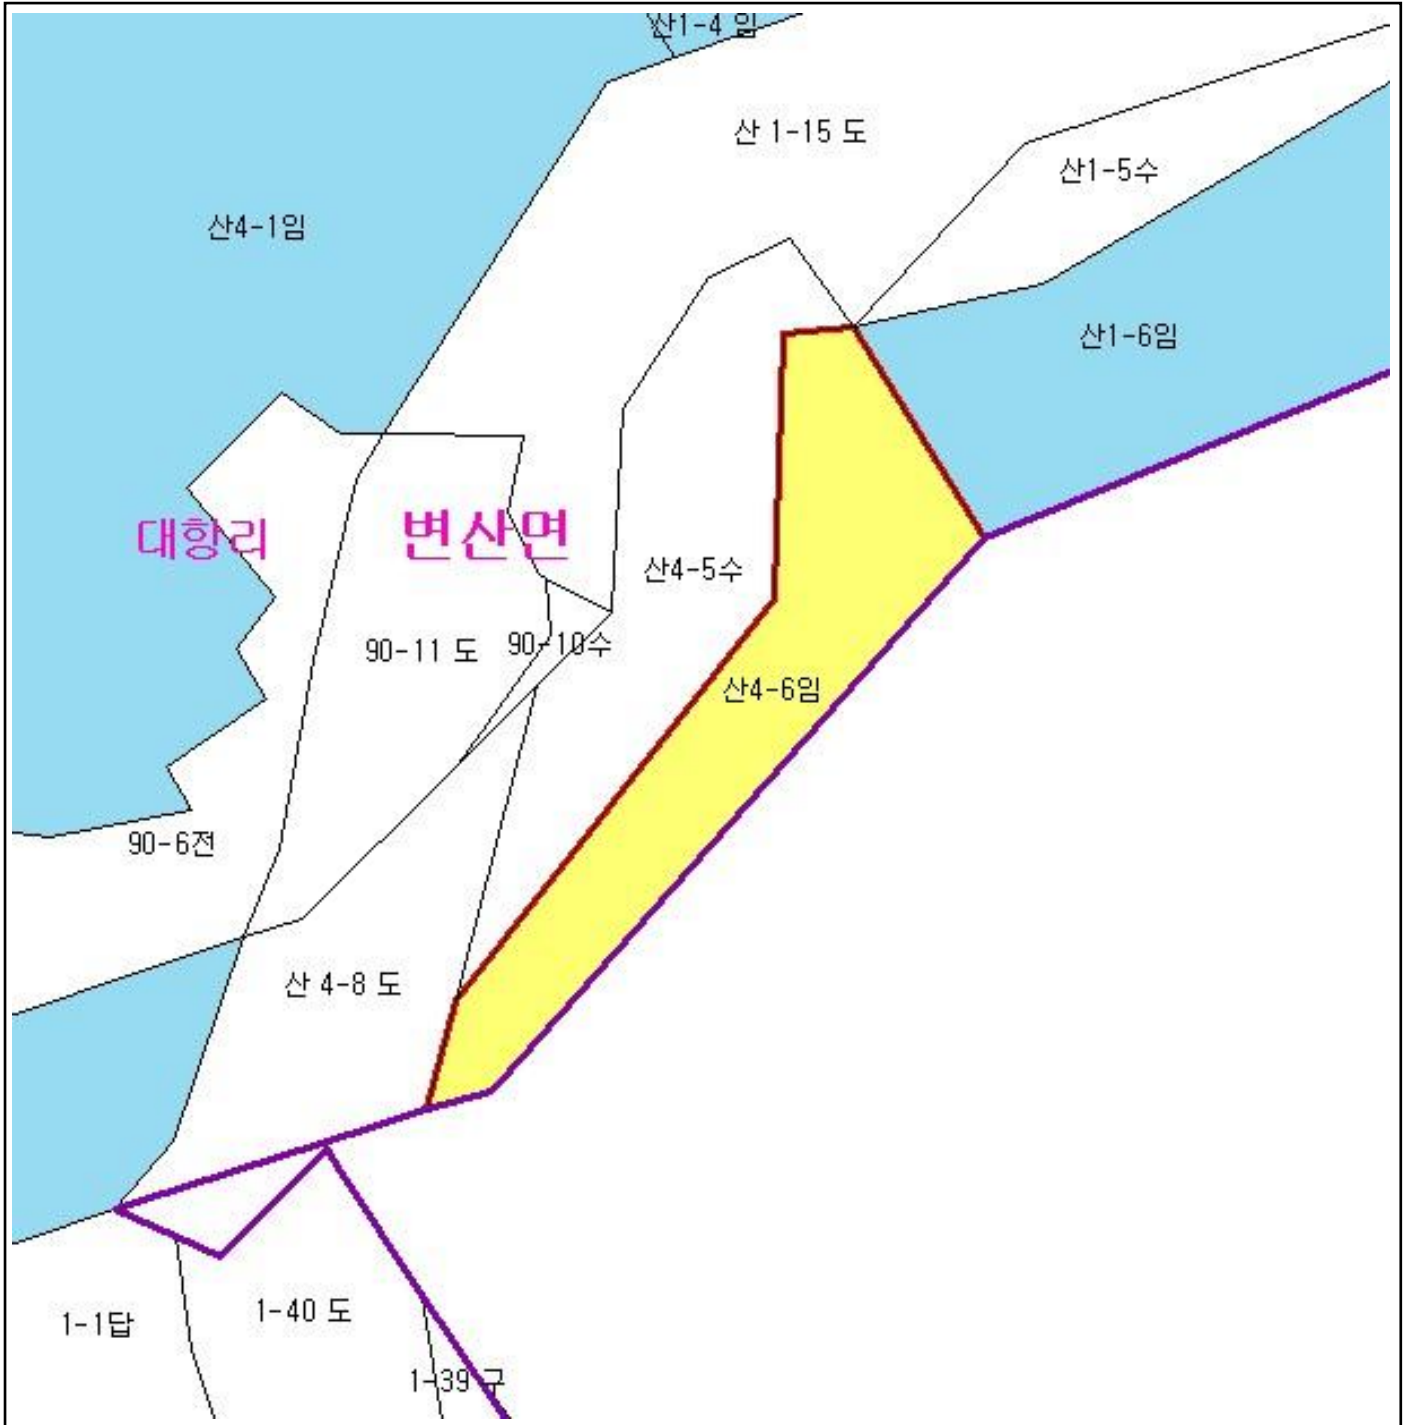 산1-4 임
산 1-15 도
산1-5수
산4-1임
산1-6임
대항리
변산면
산4-5수
90-11 도
90-10수
산4-6임
90-6전
산 4-8 도
1-40 도
1-1답
1-39 구